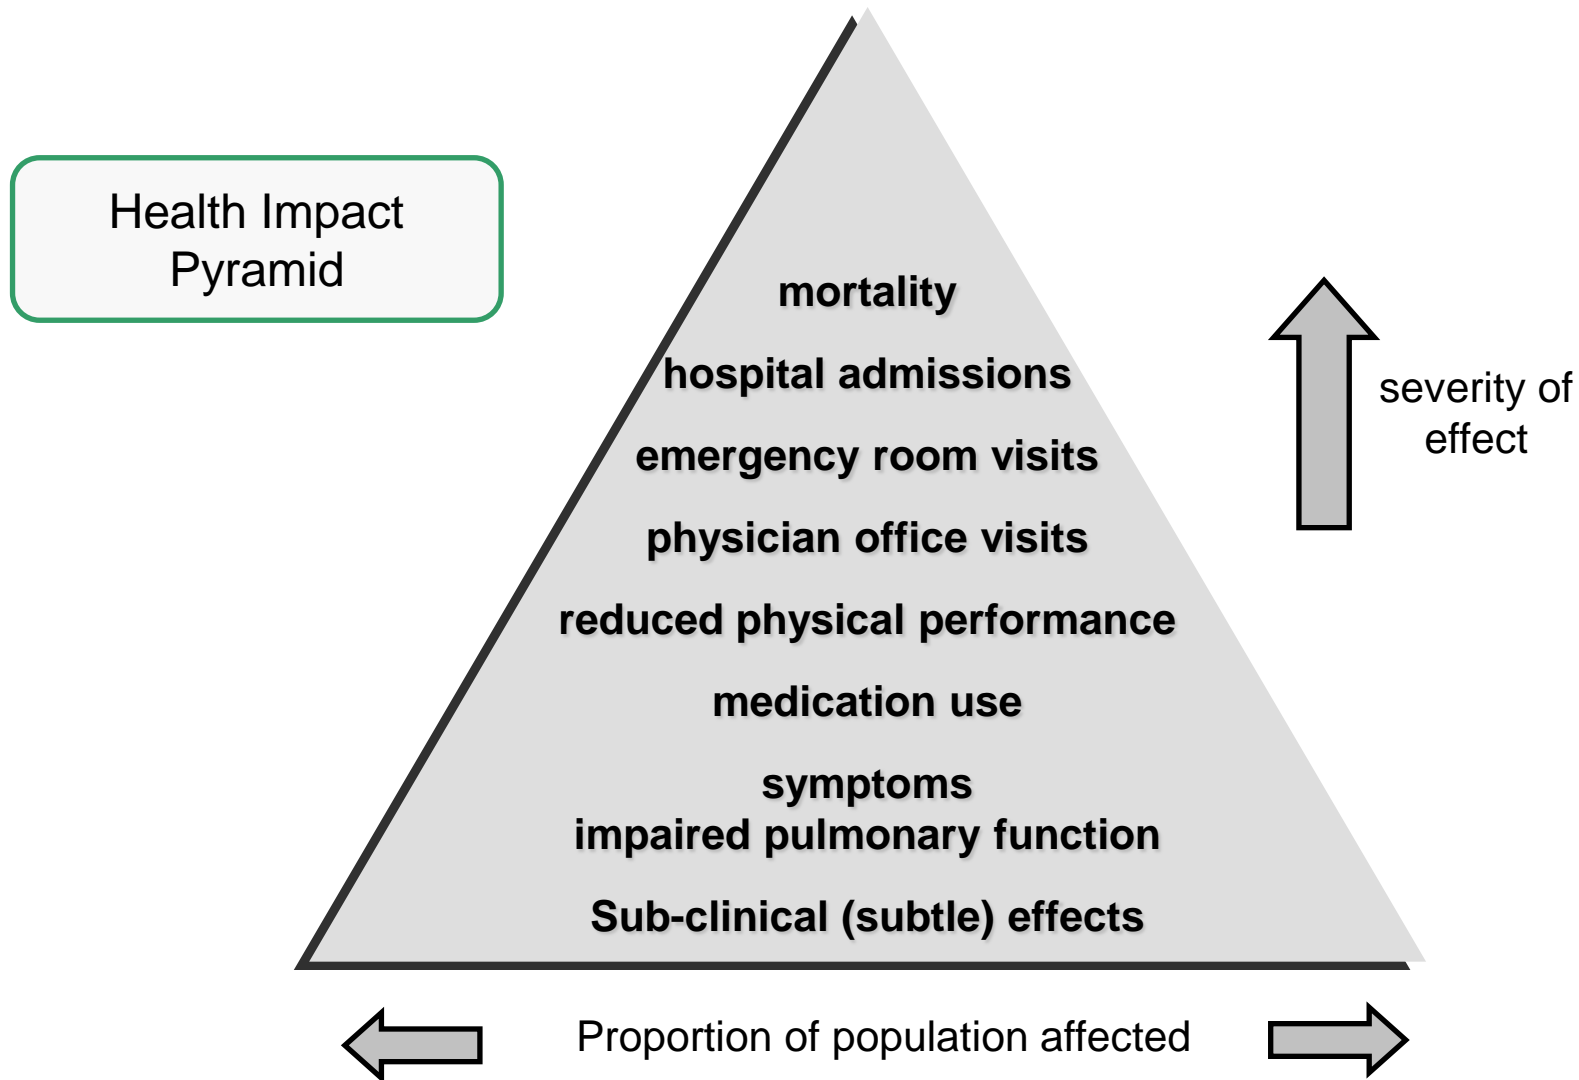 Health Impact
Pyramid
mortality
hospital admissions
emergency room visits
physician office visits
reduced physical performance
medication use
symptoms
impaired pulmonary function
Sub-clinical (subtle) effects
severity of
effect
Proportion of population affected